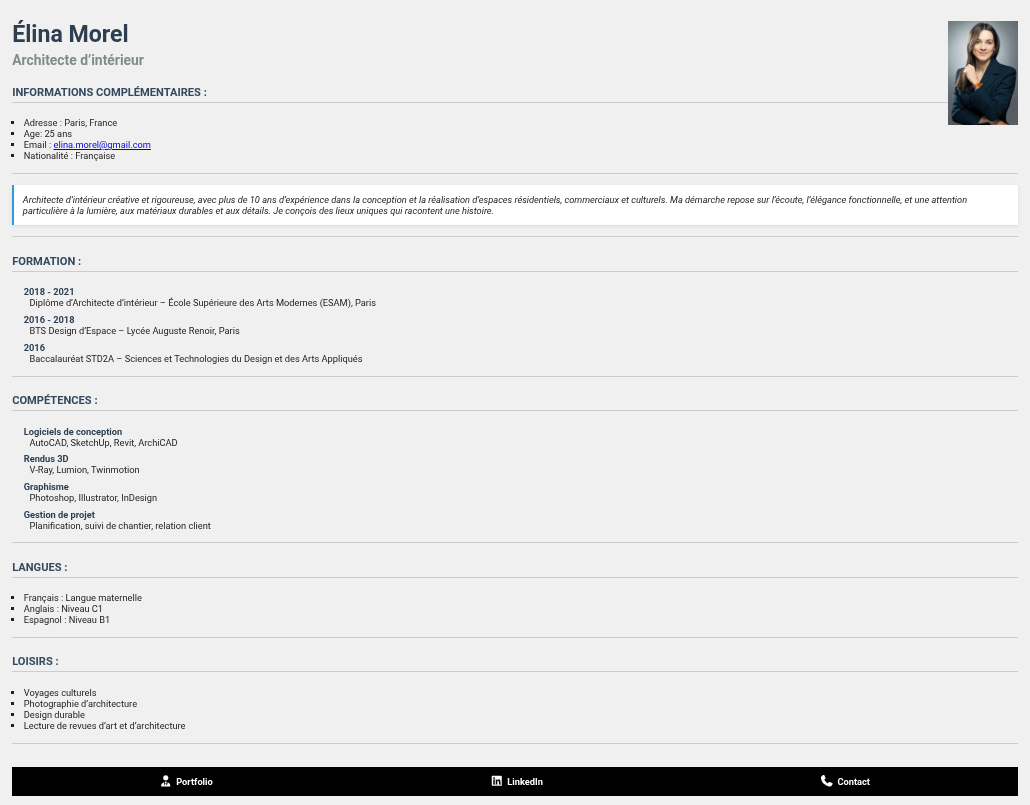 Élina Morel
Architecte d’intérieur
INFORMATIONS COMPLÉMENTAIRES :
Adresse : Paris, France
Age: 25 ans
Email : elina.morel@gmail.com
Nationalité : Française
Architecte d’intérieur créative et rigoureuse, avec plus de 10 ans d’expérience dans la conception et la réalisation d’espaces résidentiels, commerciaux et culturels. Ma démarche repose sur l’écoute, l’élégance fonctionnelle, et une attention
particulière à la lumière, aux matériaux durables et aux détails. Je conçois des lieux uniques qui racontent une histoire.
FORMATION :
2018 - 2021
Diplôme d’Architecte d’intérieur – École Supérieure des Arts Modernes (ESAM), Paris
2016 - 2018
BTS Design d’Espace – Lycée Auguste Renoir, Paris
2016
Baccalauréat STD2A – Sciences et Technologies du Design et des Arts Appliqués
COMPÉTENCES :
Logiciels de conception
AutoCAD, SketchUp, Revit, ArchiCAD
Rendus 3D
V-Ray, Lumion, Twinmotion
Graphisme
Photoshop, Illustrator, InDesign
Gestion de projet
Planification, suivi de chantier, relation client
LANGUES :
Français : Langue maternelle
Anglais : Niveau C1
Espagnol : Niveau B1
LOISIRS :
Voyages culturels
Photographie d’architecture
Design durable
Lecture de revues d’art et d’architecture
Portfolio LinkedIn Contact